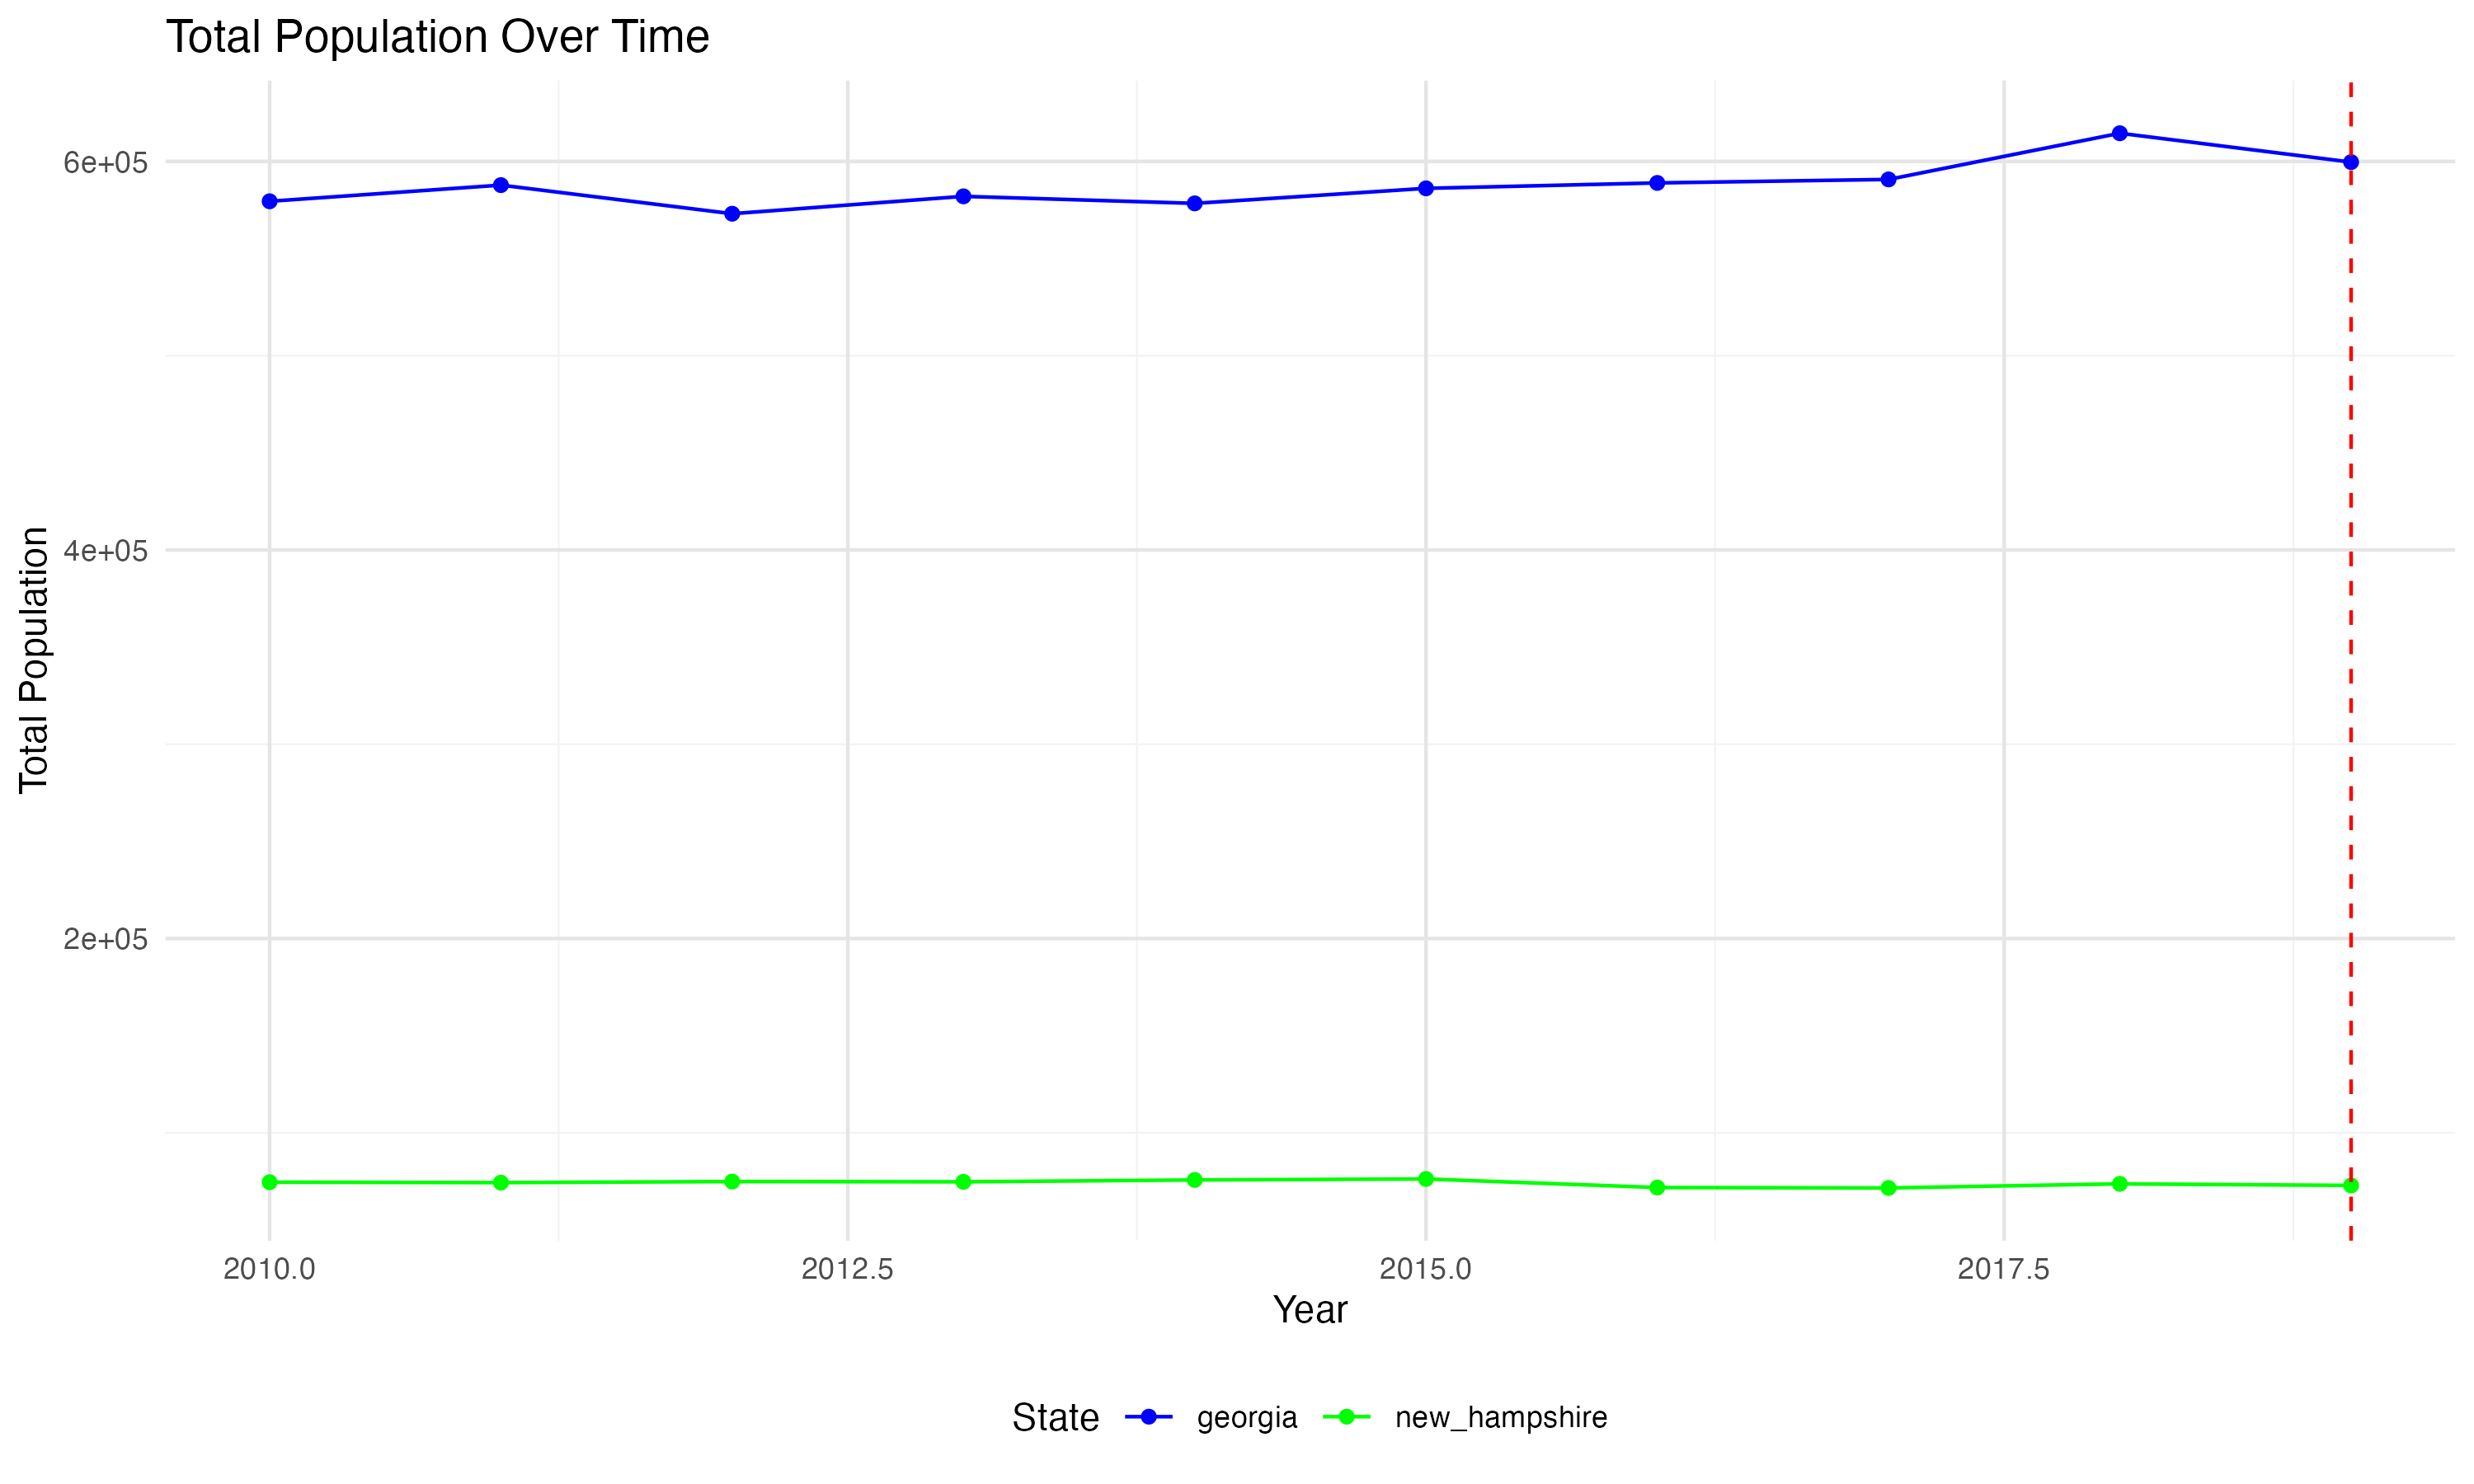 Total Population Over Time
Total Population
6e+05
4e+05
2e+05
2010.0 2012.5 2015.0 2017.5
Year
State georgia new_hampshire